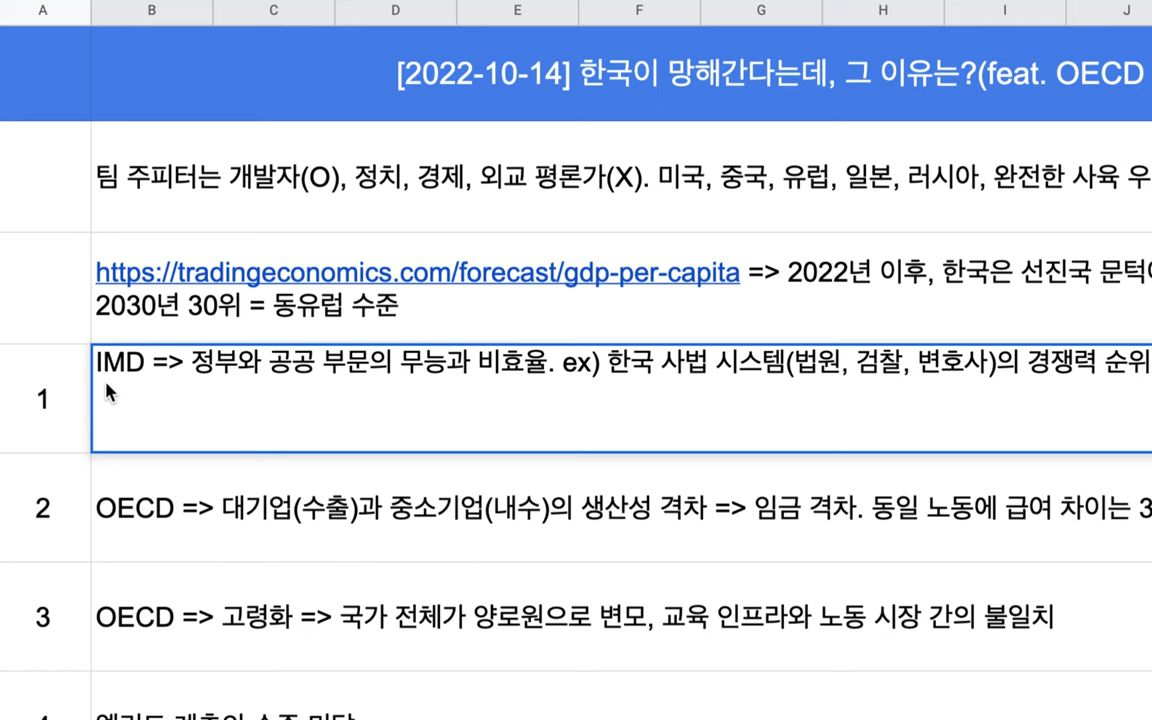 A B C D E F G H I J
[2022-10-14] 한국이 망해간다는데, 그 이유는?(feat. OECD
팀 주피터는 개발자(O), 정치, 경제, 외교 평론가(X). 미국, 중국, 유럽, 일본, 러시아, 완전한 사육 우
https://tradingeconomics.com/forecast/gdp-per-capita => 2022년 이후, 한국은 선진국 문턱
2030년 30위 = 동유럽 수준
1 IMD => 정부와 공공 부문의 무능과 비효율. ex) 한국 사법 시스템(법원, 검찰, 변호사)의 경쟁력 순위
2 OECD => 대기업(수출)과 중소기업(내수)의 생산성 격차 => 임금 격차. 동일 노동에 급여 차이는 3
3 OECD => 고령화 => 국가 전체가 양로원으로 변모, 교육 인프라와 노동 시장 간의 불일치